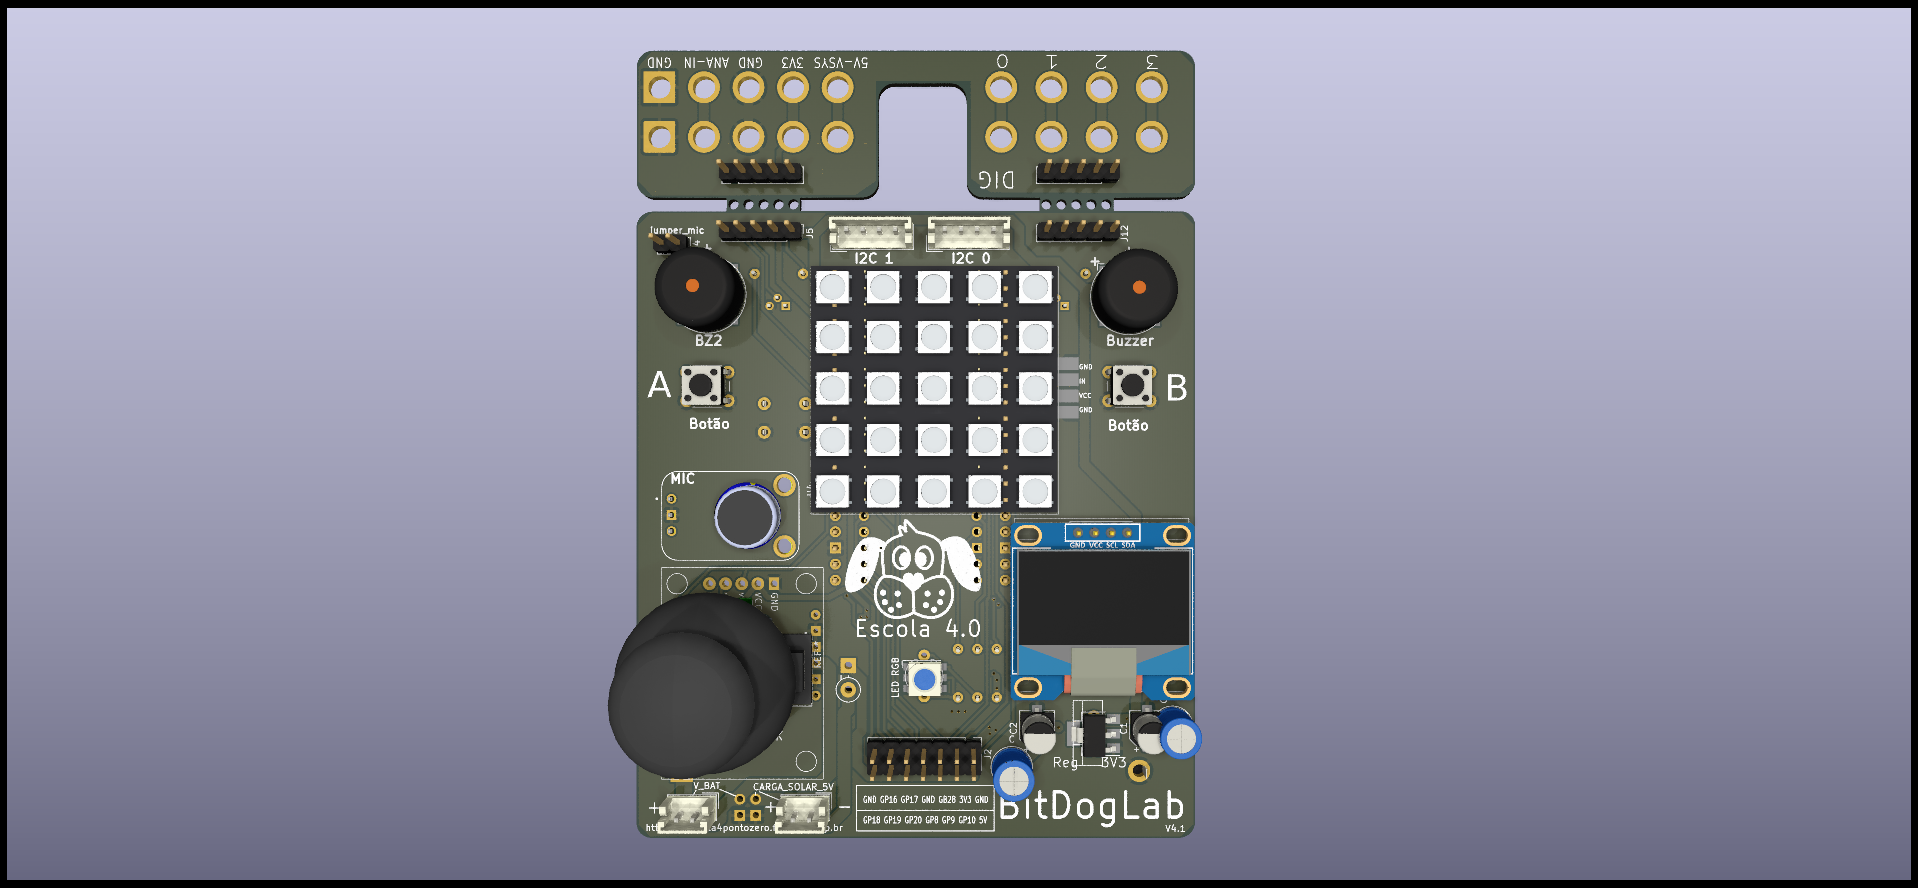 GND ANA-IN GND 3V3 5V-VSYS
0 1 2 3
DIG
Jumper_mic
J5
J12
I2C 1
I2C 0
BZ2
Buzzer
GND
IN
VCC
GND
A
B
Botão
Botão
MIC
GND VCC SCL SDA
GND
Escola 4.0
LED RGB
C2
C1
J2
Reg
3V3
V_BAT
CARGA_SOLAR_5V
+
+
-
GND GP16 GP17 GND GB28 3V3 GND
GP18 GP19 GP20 GP8 GP9 GP10 5V
BitDogLab
V4.1